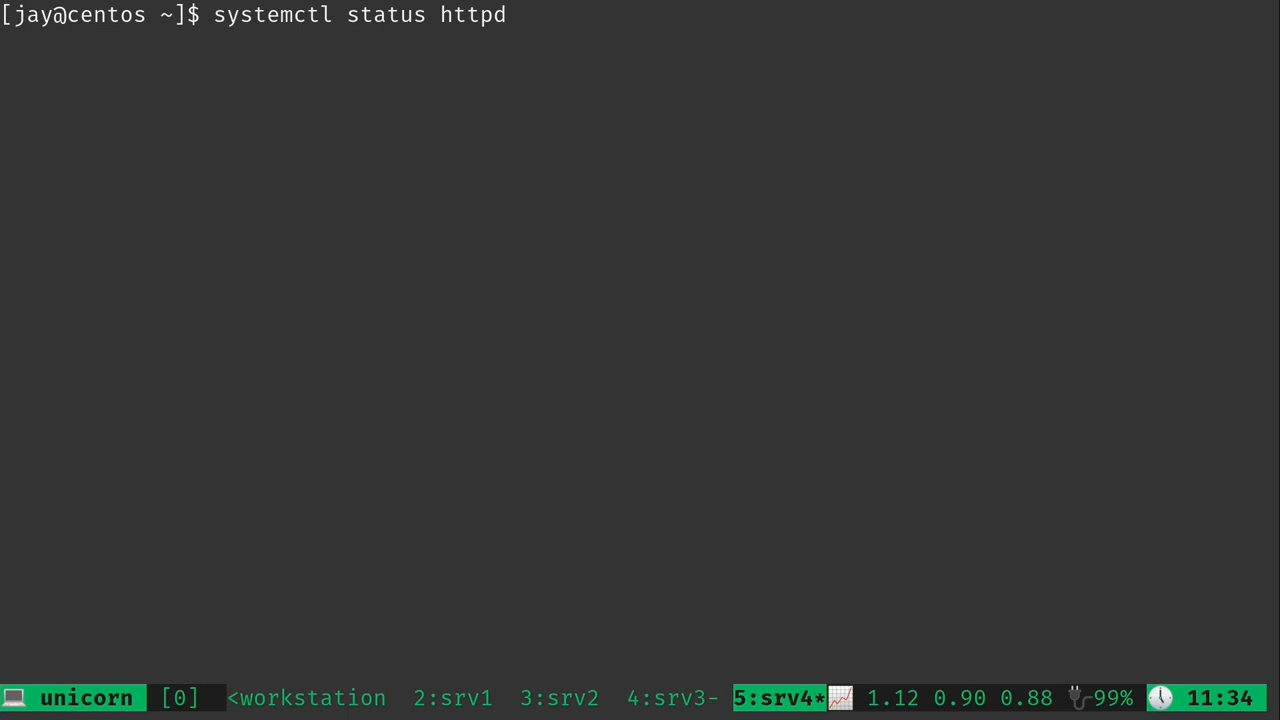 [jay@centos ~]$ systemctl status httpd
unicorn [0] <workstation 2:srv1 3:srv2 4:srv3- 5:srv4* 1.12 0.90 0.88 99% 11:34